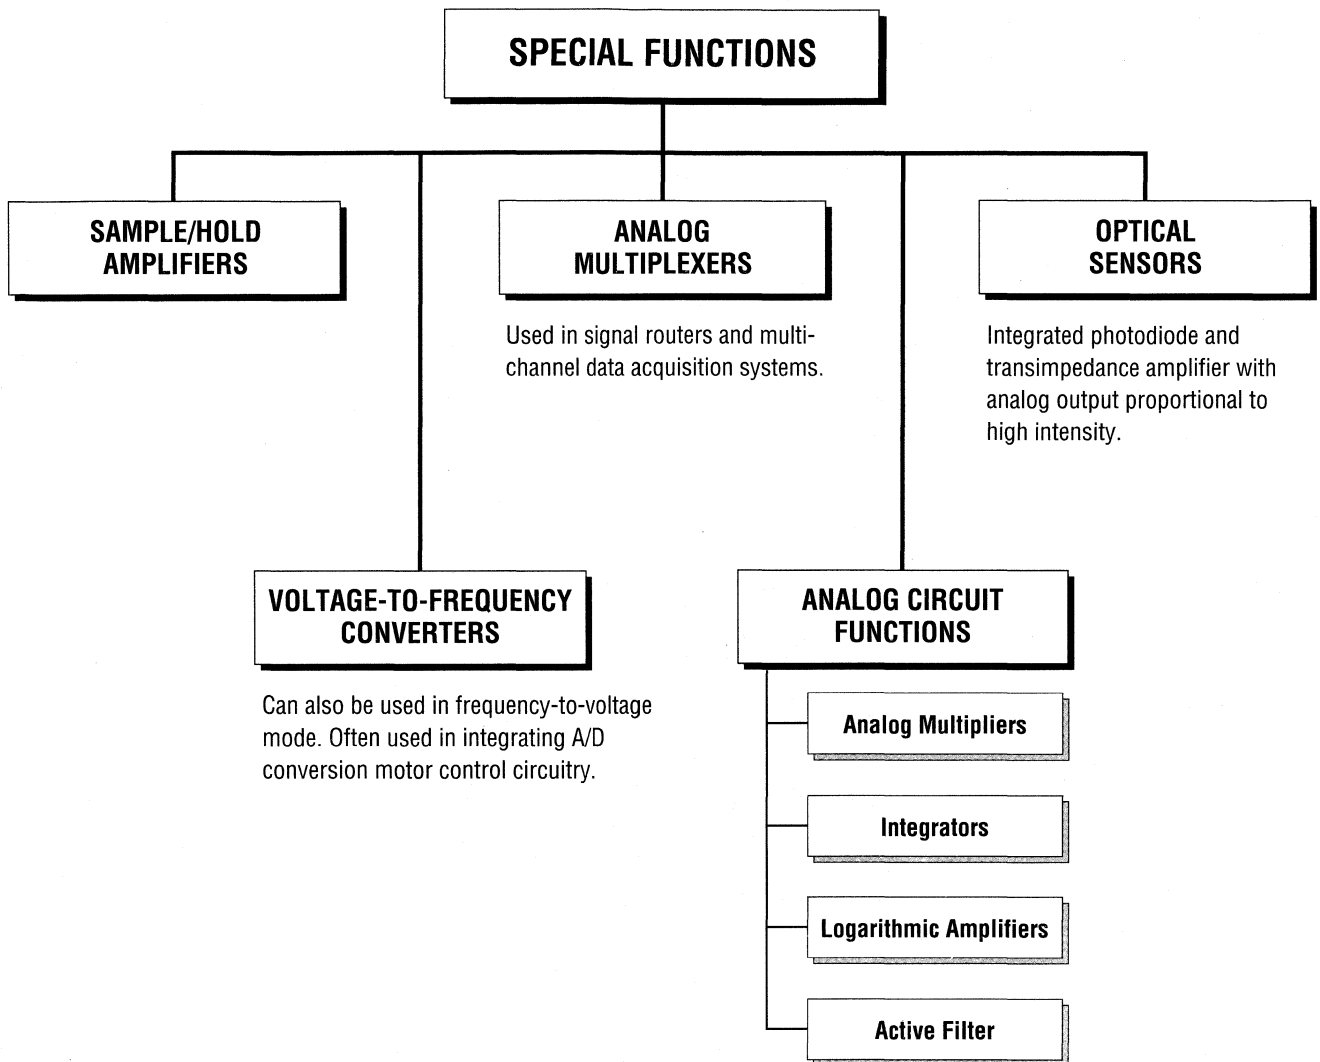 SPECIAL FUNCTIONS
SAMPLE/HOLD
AMPLIFIERS
ANALOG
MULTIPLEXERS
Used in signal routers and multi-
channel data acquisition systems.
OPTICAL
SENSORS
Integrated photodiode and
transimpedance amplifier with
analog output proportional to
high intensity.
VOLTAGE-TO-FREQUENCY
CONVERTERS
Can also be used in frequency-to-voltage
mode. Often used in integrating A/D
conversion motor control circuitry.
ANALOG CIRCUIT
FUNCTIONS
Analog Multipliers
Integrators
Logarithmic Amplifiers
Active Filter